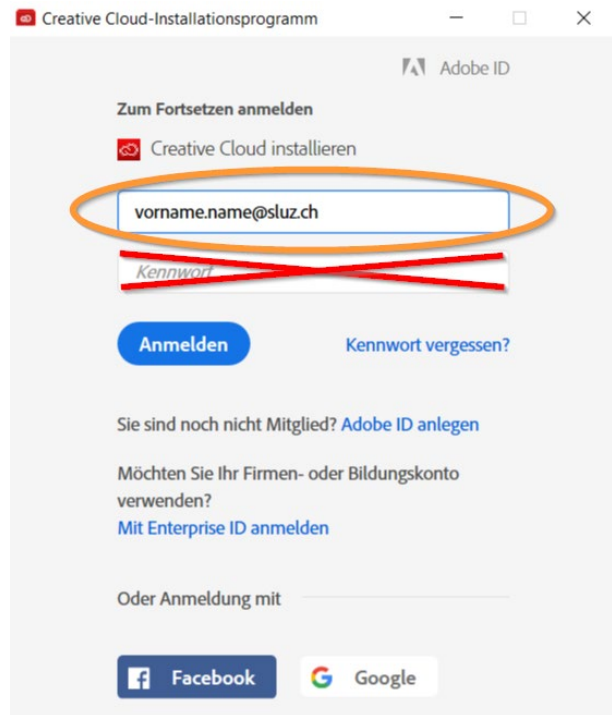 Creative Cloud-Installationsprogramm
Adobe ID
Zum Fortsetzen anmelden
Creative Cloud installieren
vorname.name@sluz.ch
Kennwort
Anmelden
Kennwort vergessen?
Sie sind noch nicht Mitglied? Adobe ID anlegen
Möchten Sie Ihr Firmen- oder Bildungskonto
verwenden?
Mit Enterprise ID anmelden
Oder Anmeldung mit
Facebook
Google